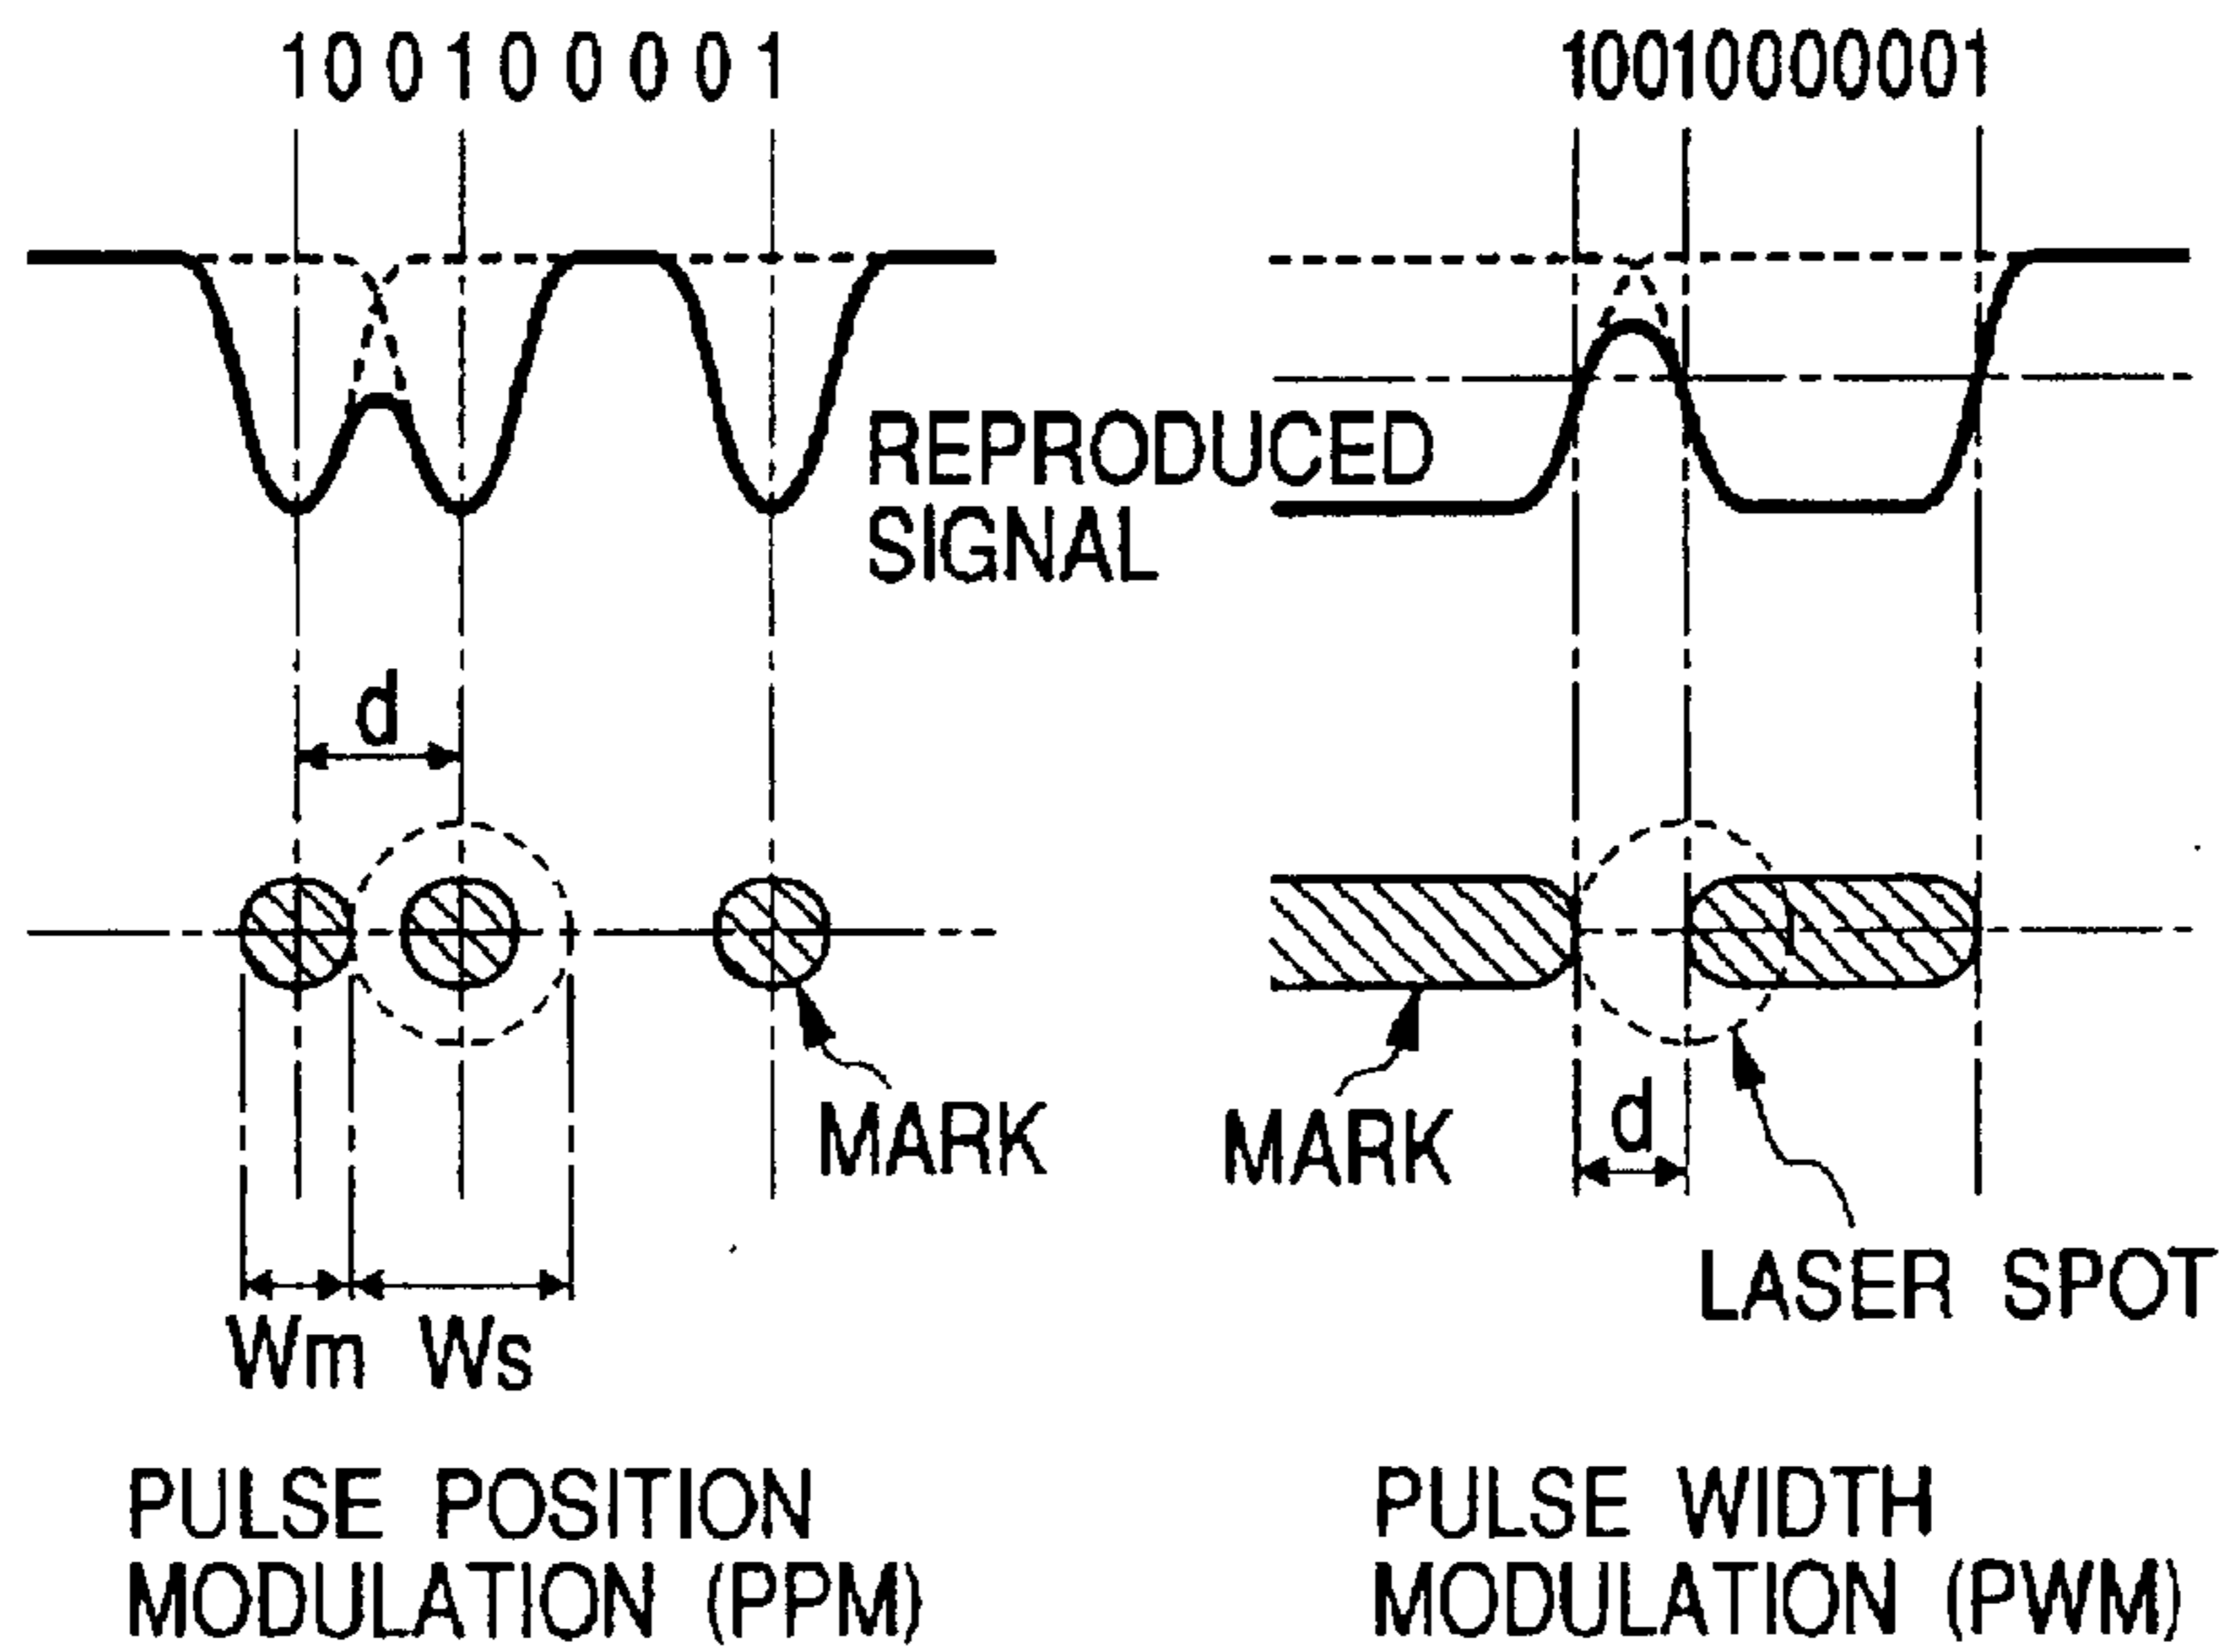 1 0 0 1 0 0 0 0 1
10010000001
REPRODUCED
SIGNAL
d
MARK
MARK
d
LASER SPOT
Wm Ws
PULSE POSITION
MODULATION (PPM)
PULSE WIDTH
MODULATION (PWM)